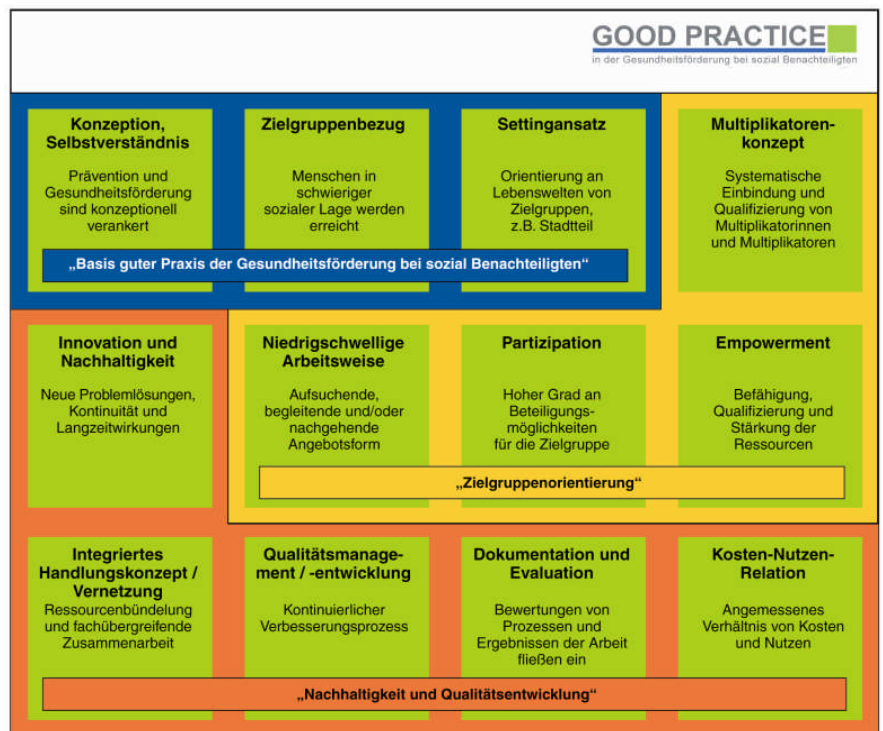 GOOD PRACTICE
in der Gesundheitsförderung bei sozial Benachteiligten
Konzeption,
Selbstverständnis
Prävention und
Gesundheitsförderung
sind konzeptionell
verankert
Zielgruppenbezug
Menschen in
schwieriger
sozialer Lage werden
erreicht
Settingansatz
Orientierung an
Lebenswelten von
Zielgruppen,
z.B. Stadtteil
Multiplikatoren-
konzept
Systematische
Einbindung und
Qualifizierung von
Multiplikatorinnen
und Multiplikatoren
„Basis guter Praxis der Gesundheitsförderung bei sozial Benachteiligten“
Innovation und
Nachhaltigkeit
Neue Problemlösungen,
Kontinuität und
Langzeitwirkungen
Niedrigschwellige
Arbeitsweise
Aufsuchende,
begleitende und/oder
nachgehende
Angebotsform
Partizipation
Hoher Grad an
Beteiligungs-
möglichkeiten
für die Zielgruppe
Empowerment
Befähigung,
Qualifizierung und
Stärkung der
Ressourcen
„Zielgruppenorientierung“
Integriertes
Handlungskonzept /
Vernetzung
Ressourcenbündelung
und fachübergreifende
Zusammenarbeit
Qualitätsmanage-
ment / -entwicklung
Kontinuierlicher
Verbesserungsprozess
Dokumentation und
Evaluation
Bewertungen von
Prozessen und
Ergebnissen der Arbeit
fließen ein
Kosten-Nutzen-
Relation
Angemessenes
Verhältnis von Kosten
und Nutzen
„Nachhaltigkeit und Qualitätsentwicklung“